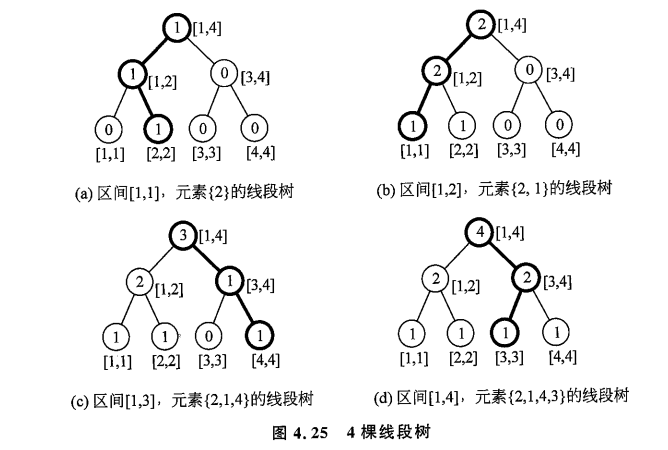 1 [1,4]
1 [1,2] 0 [3,4]
0 1 0 0
[1,1] [2,2] [3,3] [4,4]
(a) 区间[1,1]，元素{2}的线段树
2 [1,4]
2 [1,2] 0 [3,4]
1 1 0 0
[1,1] [2,2] [3,3] [4,4]
(b) 区间[1,2]，元素{2, 1}的线段树
3 [1,4]
2 [1,2] 1 [3,4]
1 1 0 1
[1,1] [2,2] [3,3] [4,4]
(c) 区间[1,3]，元素{2,1,4}的线段树
4 [1,4]
2 [1,2] 2 [3,4]
1 1 1 1
[1,1] [2,2] [3,3] [4,4]
(d) 区间[1,4]，元素{2,1,4,3}的线段树
图 4.25 4 棵线段树